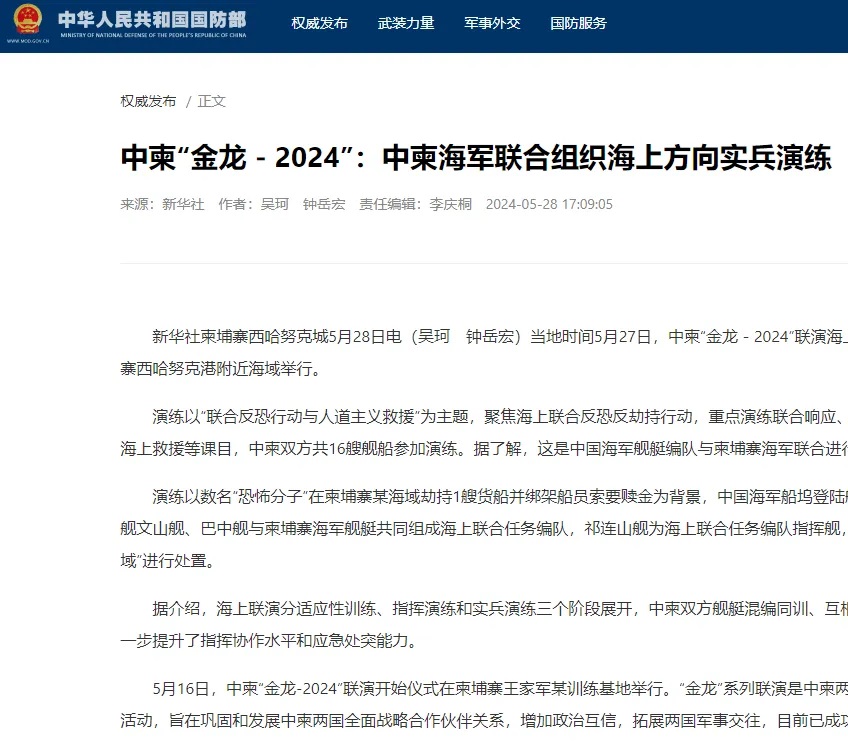 中华人民共和国国防部
MINISTRY OF NATIONAL DEFENSE OF THE PEOPLE'S REPUBLIC OF CHINA
WWW.MOD.GOV.CN
权威发布 武装力量 军事外交 国防服务
权威发布 / 正文
中柬“金龙－2024”：中柬海军联合组织海上方向实兵演练
来源：新华社 作者：吴珂 钟岳宏 责任编辑：李庆桐 2024-05-28 17:09:05
新华社柬埔寨西哈努克城5月28日电（吴珂 钟岳宏）当地时间5月27日，中柬“金龙－2024”联演海
寨西哈努克港附近海域举行。
演练以“联合反恐行动与人道主义救援”为主题，聚焦海上联合反恐反劫持行动，重点演练联合响应、
海上救援等课目，中柬双方共16艘舰船参加演练。据了解，这是中国海军舰艇编队与柬埔寨海军联合进
演练以数名“恐怖分子”在柬埔寨某海域劫持1艘货船并绑架船员索要赎金为背景，中国海军船坞登陆
舰文山舰、巴中舰与柬埔寨海军舰艇共同组成海上联合任务编队，祁连山舰为海上联合任务编队指挥舰，
域”进行处置。
据介绍，海上联演分适应性训练、指挥演练和实兵演练三个阶段展开，中柬双方舰艇混编同训、互
一步提升了指挥协作水平和应急处突能力。
5月16日，中柬“金龙-2024”联演开始仪式在柬埔寨王家军某训练基地举行。“金龙”系列联演是中柬两
活动，旨在巩固和发展中柬两国全面战略合作伙伴关系，增加政治互信，拓展两国军事交往，目前已成